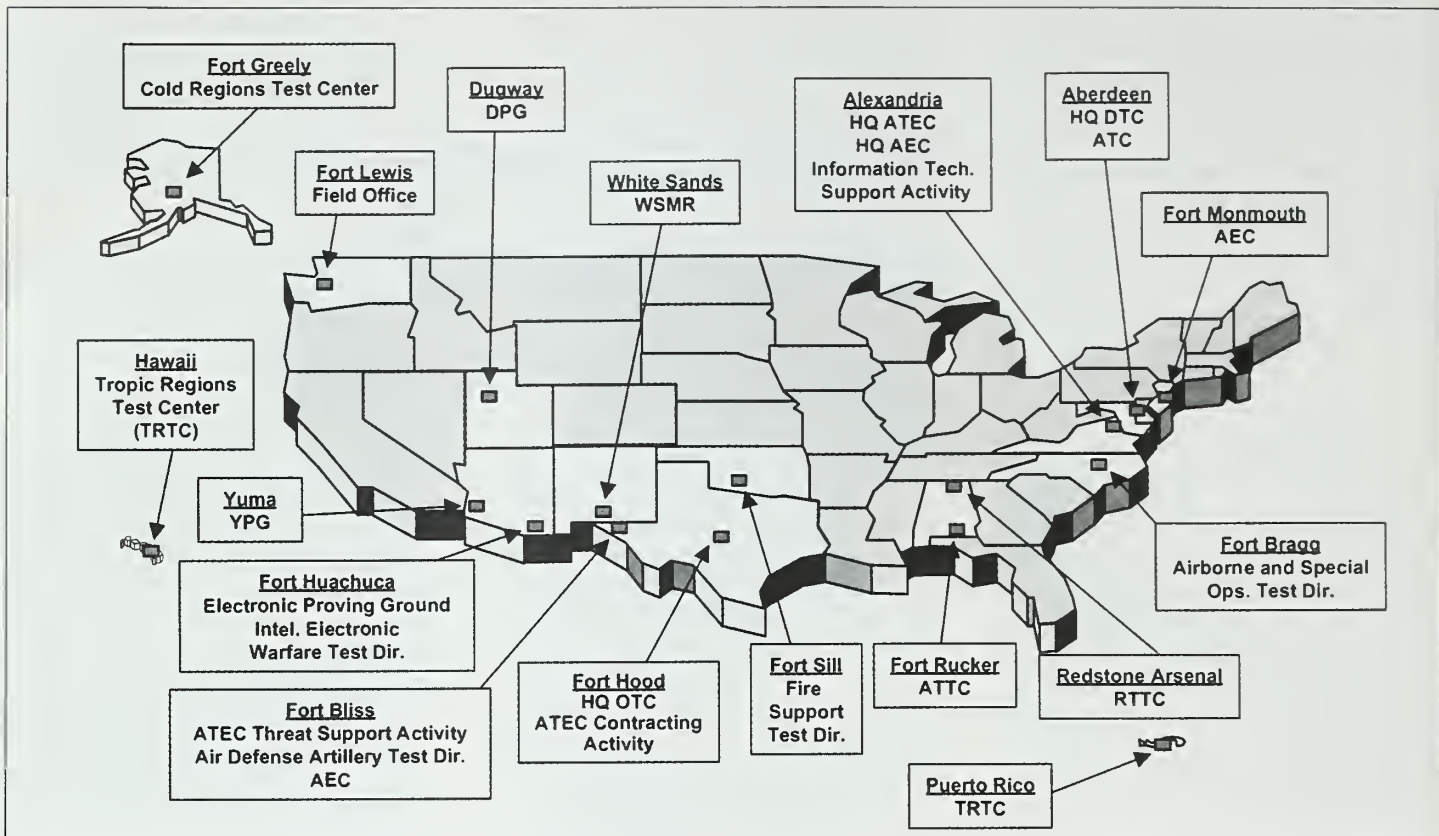 Fort Greely
Cold Regions Test Center
Dugway
DPG
Alexandria
HQ ATEC
HQ AEC
Information Tech.
Support Activity
Aberdeen
HQ DTC
ATC
Fort Lewis
Field Office
White Sands
WSMR
Fort Monmouth
AEC
Hawaii
Tropic Regions
Test Center
(TRTC)
Yuma
YPG
Fort Huachuca
Electronic Proving Ground
Intel. Electronic
Warfare Test Dir.
Fort Bragg
Airborne and Special
Ops. Test Dir.
Fort Bliss
ATEC Threat Support Activity
Air Defense Artillery Test Dir.
AEC
Fort Hood
HQ OTC
ATEC Contracting
Activity
Fort Sill
Fire
Support
Test Dir.
Fort Rucker
ATTC
Redstone Arsenal
RTTC
Puerto Rico
TRTC